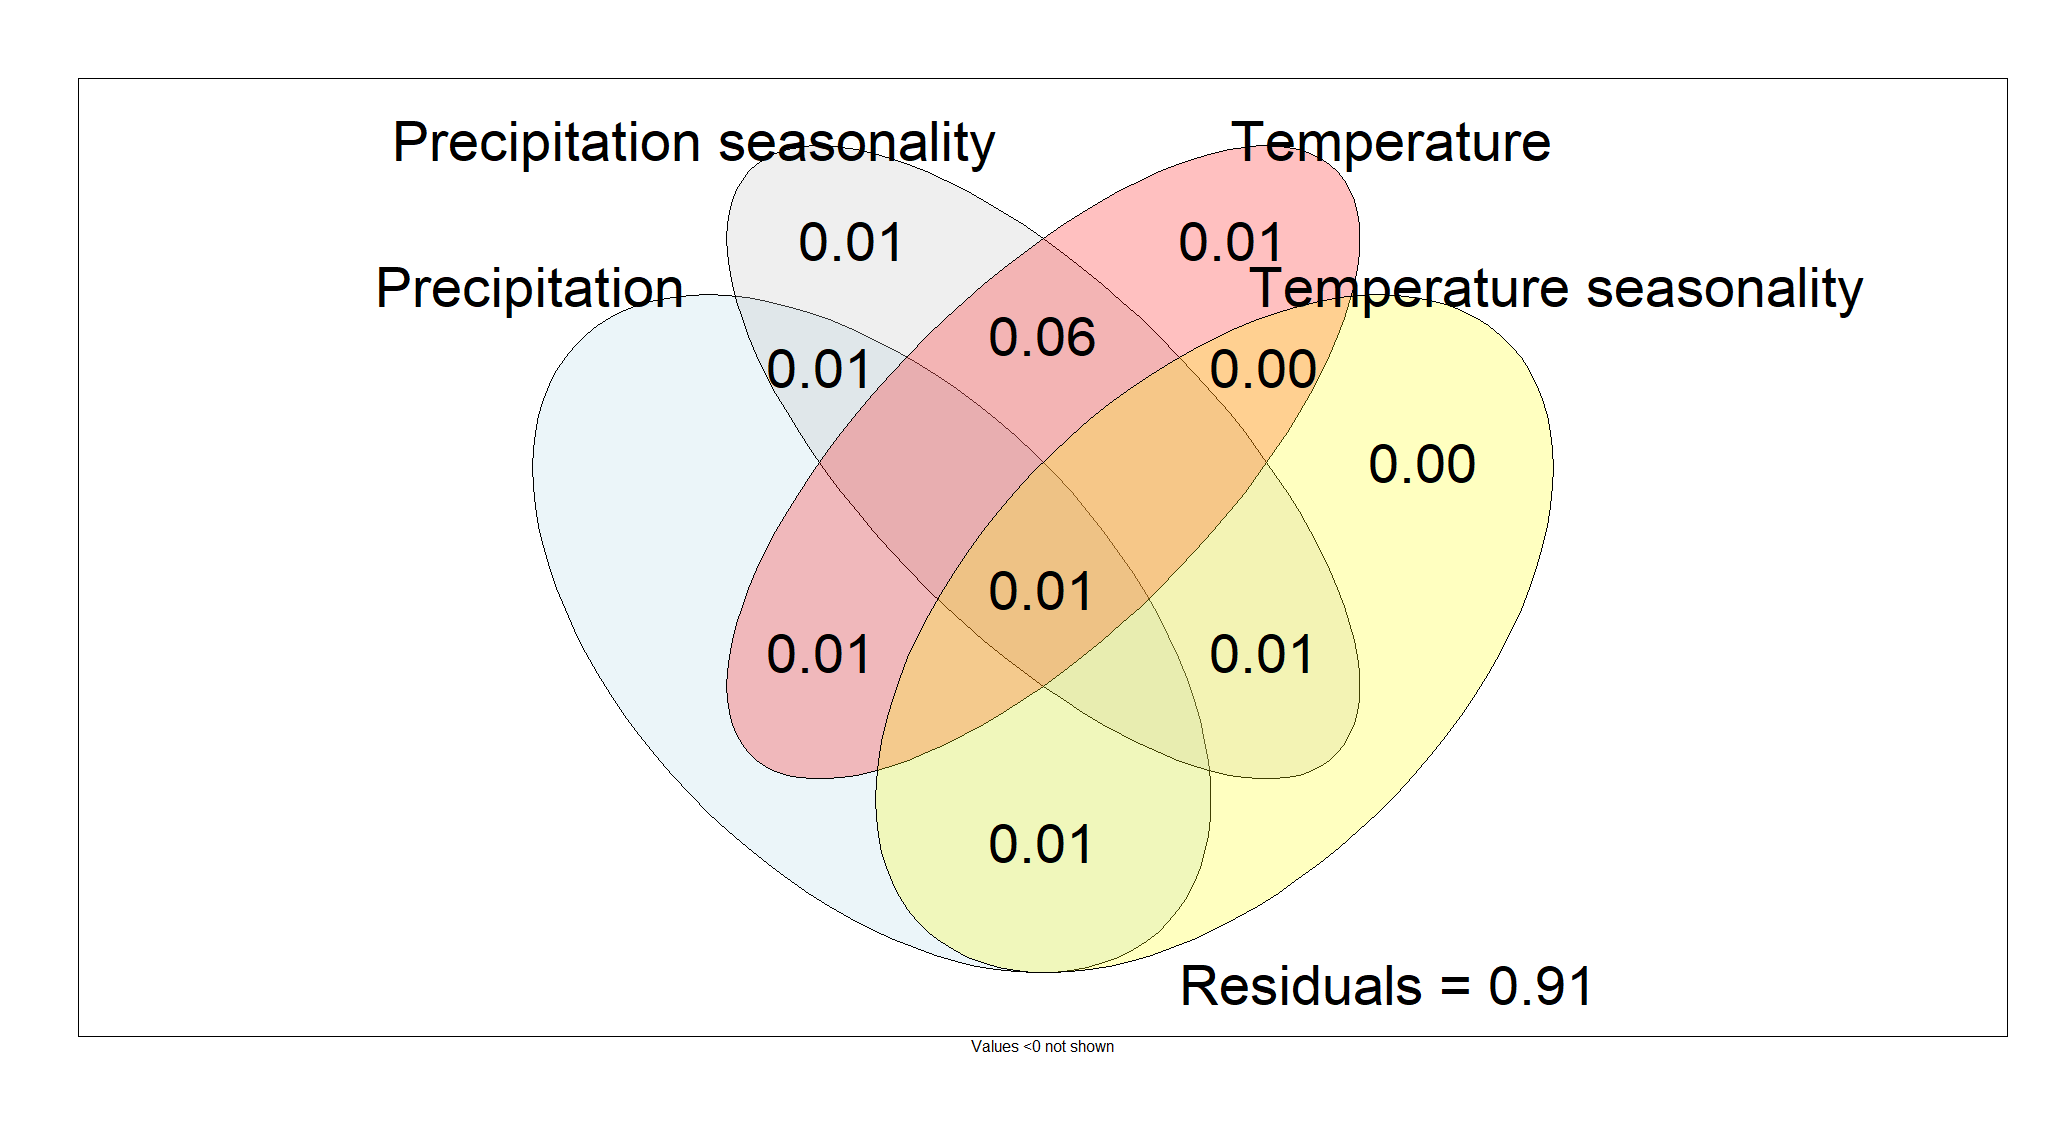 Precipitation seasonality
Temperature
0.01
0.01
Precipitation
Temperature seasonality
0.06
0.01
0.00
0.00
0.01
0.01
0.01
0.01
Residuals = 0.91
Values <0 not shown